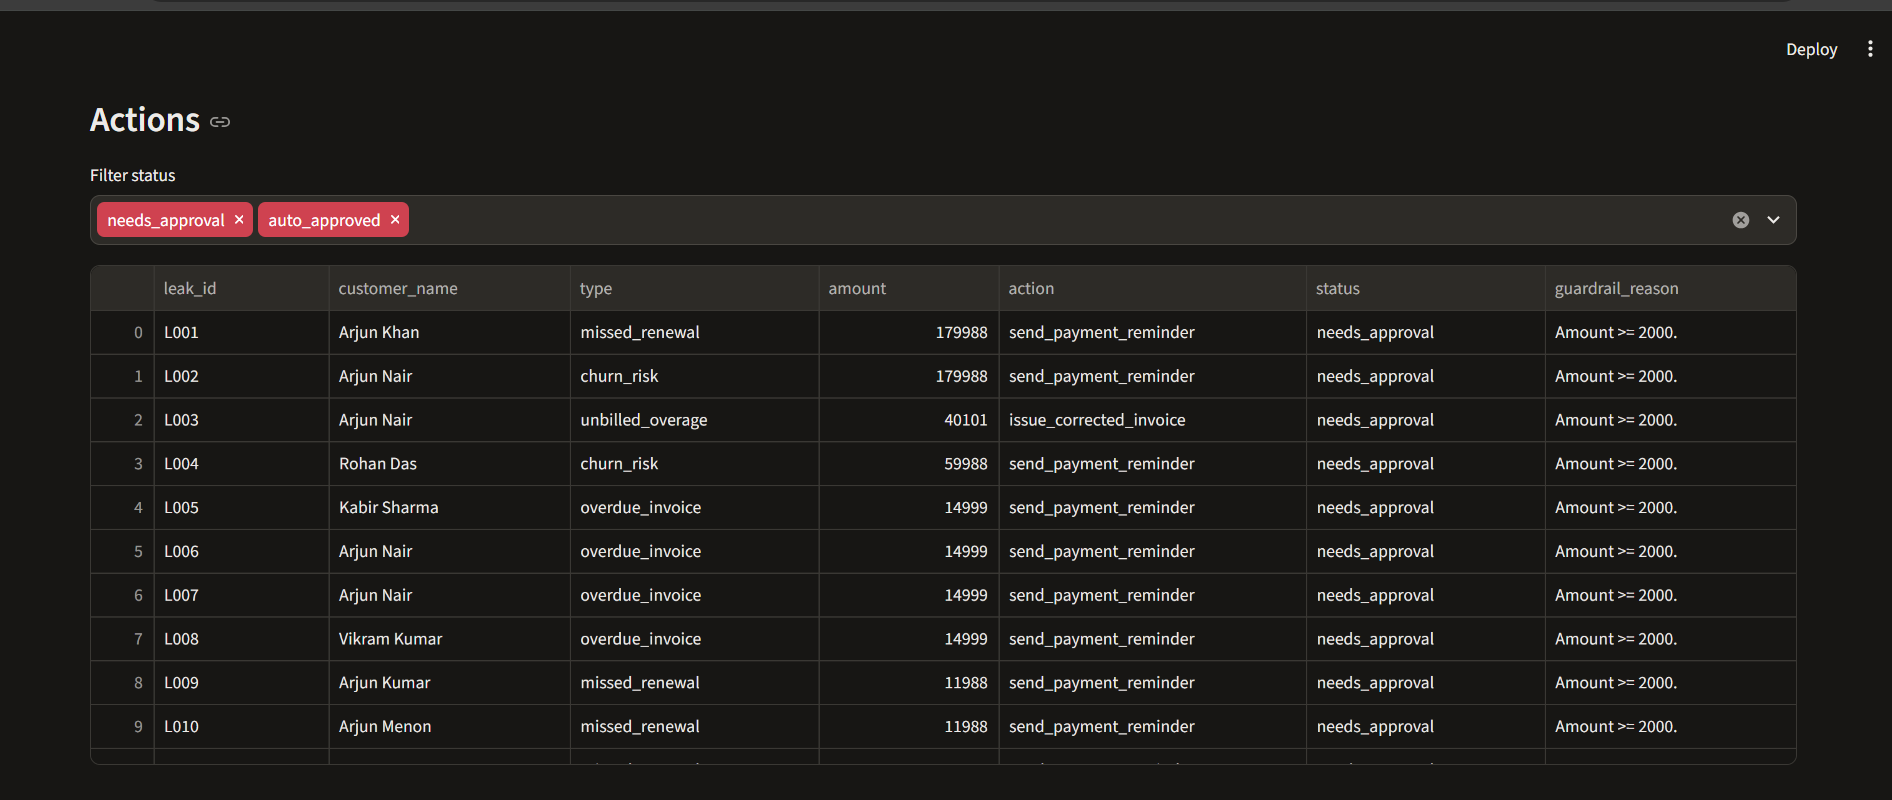 Deploy
Actions
Filter status
needs_approval × auto_approved ×
leak_id customer_name type amount action status guardrail_reason
0 L001 Arjun Khan missed_renewal 179988 send_payment_reminder needs_approval Amount >= 2000.
1 L002 Arjun Nair churn_risk 179988 send_payment_reminder needs_approval Amount >= 2000.
2 L003 Arjun Nair unbilled_overage 40101 issue_corrected_invoice needs_approval Amount >= 2000.
3 L004 Rohan Das churn_risk 59988 send_payment_reminder needs_approval Amount >= 2000.
4 L005 Kabir Sharma overdue_invoice 14999 send_payment_reminder needs_approval Amount >= 2000.
5 L006 Arjun Nair overdue_invoice 14999 send_payment_reminder needs_approval Amount >= 2000.
6 L007 Arjun Nair overdue_invoice 14999 send_payment_reminder needs_approval Amount >= 2000.
7 L008 Vikram Kumar overdue_invoice 14999 send_payment_reminder needs_approval Amount >= 2000.
8 L009 Arjun Kumar missed_renewal 11988 send_payment_reminder needs_approval Amount >= 2000.
9 L010 Arjun Menon missed_renewal 11988 send_payment_reminder needs_approval Amount >= 2000.